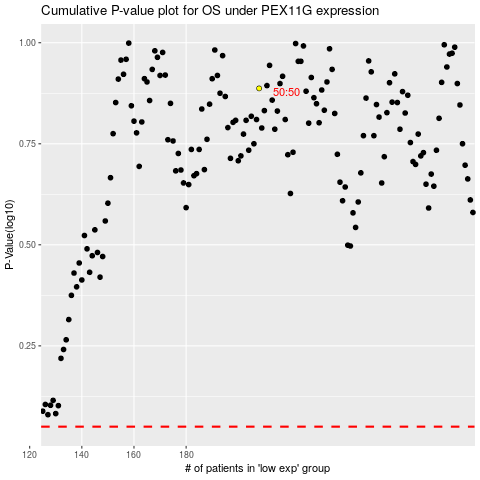 Cumulative P-value plot for OS under PEX11G expression
P-Value(log10)
1.00
0.75
0.50
0.25
50:50
120 140 160 180
# of patients in 'low exp' group